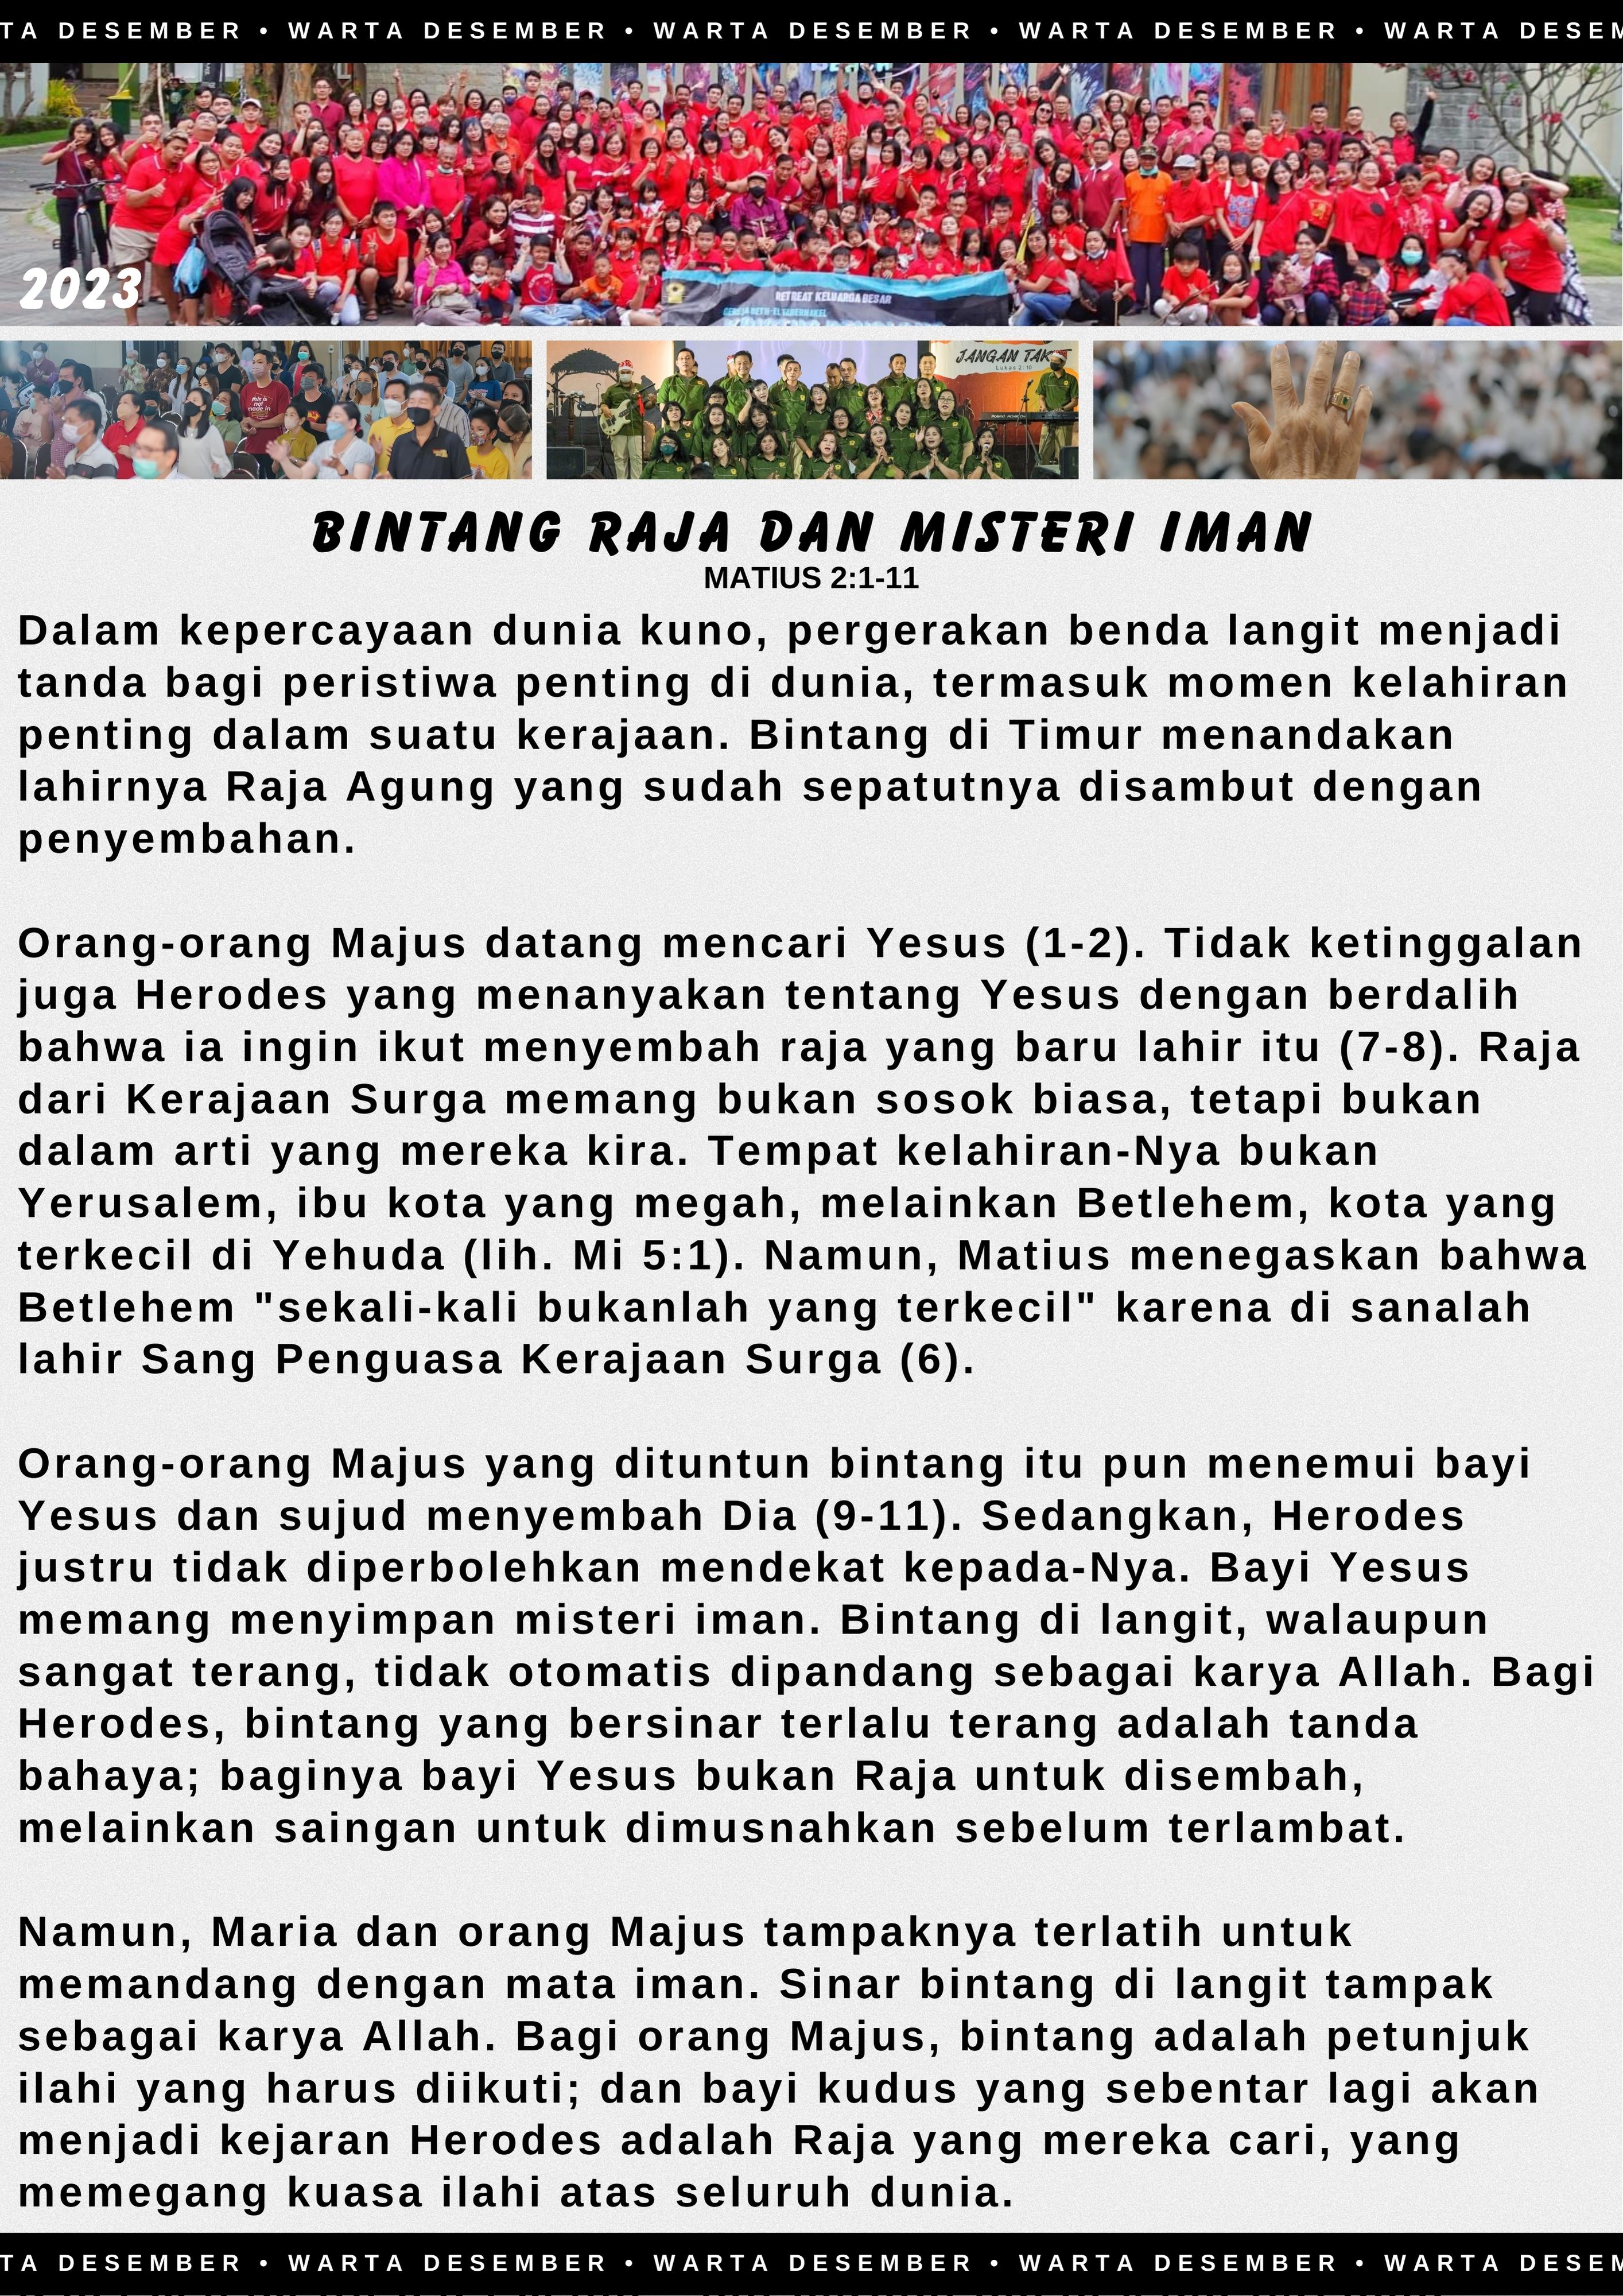 TA DESEMBER • WARTA DESEMBER • WARTA DESEMBER • WARTA DESEMBER • WARTA DESEM
2023
RETREAT KELUARGA BESAR
GEREJA BETH-EL TABERNAKEL
this is
not
made in
JANGAN TAKUT
Lukas 2:10
BINTANG RAJA DAN MISTERI IMAN
MATIUS 2:1-11
Dalam kepercayaan dunia kuno, pergerakan benda langit menjadi
tanda bagi peristiwa penting di dunia, termasuk momen kelahiran
penting dalam suatu kerajaan. Bintang di Timur menandakan
lahirnya Raja Agung yang sudah sepatutnya disambut dengan
penyembahan.
Orang-orang Majus datang mencari Yesus (1-2). Tidak ketinggalan
juga Herodes yang menanyakan tentang Yesus dengan berdalih
bahwa ia ingin ikut menyembah raja yang baru lahir itu (7-8). Raja
dari Kerajaan Surga memang bukan sosok biasa, tetapi bukan
dalam arti yang mereka kira. Tempat kelahiran-Nya bukan
Yerusalem, ibu kota yang megah, melainkan Betlehem, kota yang
terkecil di Yehuda (lih. Mi 5:1). Namun, Matius menegaskan bahwa
Betlehem "sekali-kali bukanlah yang terkecil" karena di sanalah
lahir Sang Penguasa Kerajaan Surga (6).
Orang-orang Majus yang dituntun bintang itu pun menemui bayi
Yesus dan sujud menyembah Dia (9-11). Sedangkan, Herodes
justru tidak diperbolehkan mendekat kepada-Nya. Bayi Yesus
memang menyimpan misteri iman. Bintang di langit, walaupun
sangat terang, tidak otomatis dipandang sebagai karya Allah. Bagi
Herodes, bintang yang bersinar terlalu terang adalah tanda
bahaya; baginya bayi Yesus bukan Raja untuk disembah,
melainkan saingan untuk dimusnahkan sebelum terlambat.
Namun, Maria dan orang Majus tampaknya terlatih untuk
memandang dengan mata iman. Sinar bintang di langit tampak
sebagai karya Allah. Bagi orang Majus, bintang adalah petunjuk
ilahi yang harus diikuti; dan bayi kudus yang sebentar lagi akan
menjadi kejaran Herodes adalah Raja yang mereka cari, yang
memegang kuasa ilahi atas seluruh dunia.
TA DESEMBER • WARTA DESEMBER • WARTA DESEMBER • WARTA DESEMBER • WARTA DESEM